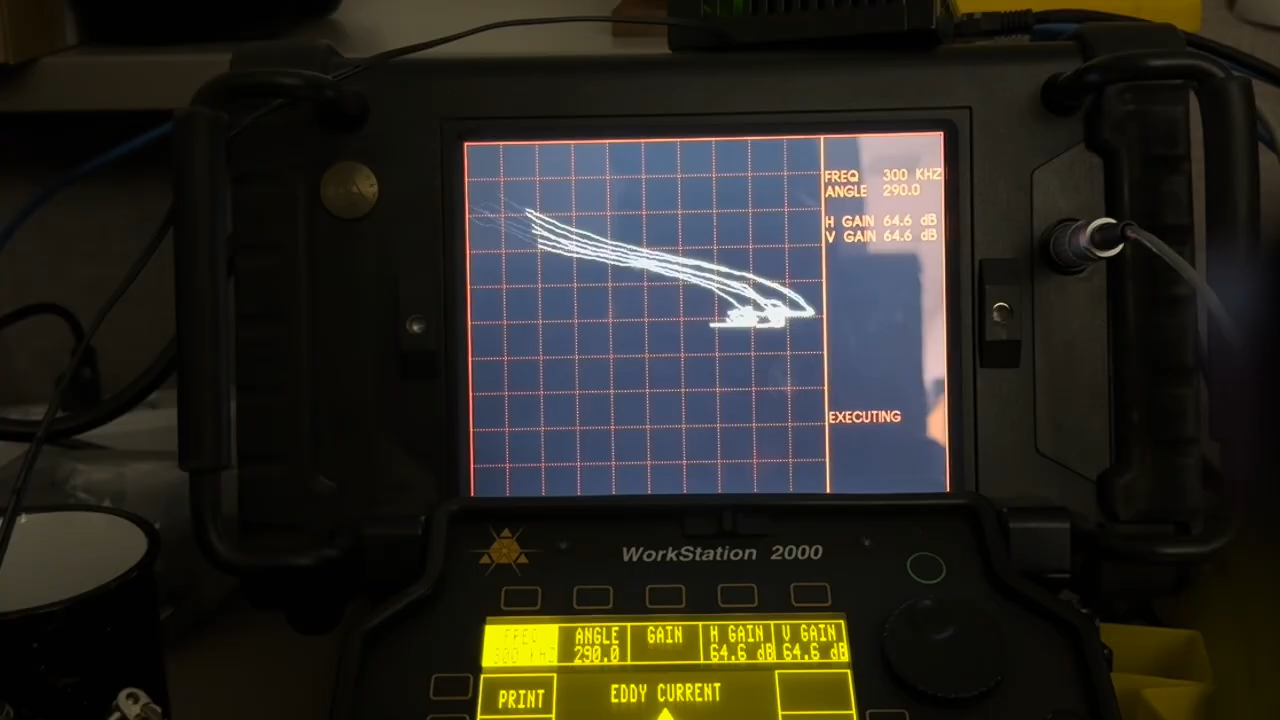 FREQ 300 KHZ
ANGLE 290.0
H GAIN 64.6 dB
V GAIN 64.6 dB
EXECUTING
WorkStation 2000
FREQ ANGLE GAIN H GAIN V GAIN
300 KHZ 290.0 64.6 dB 64.6 dB
PRINT EDDY CURRENT